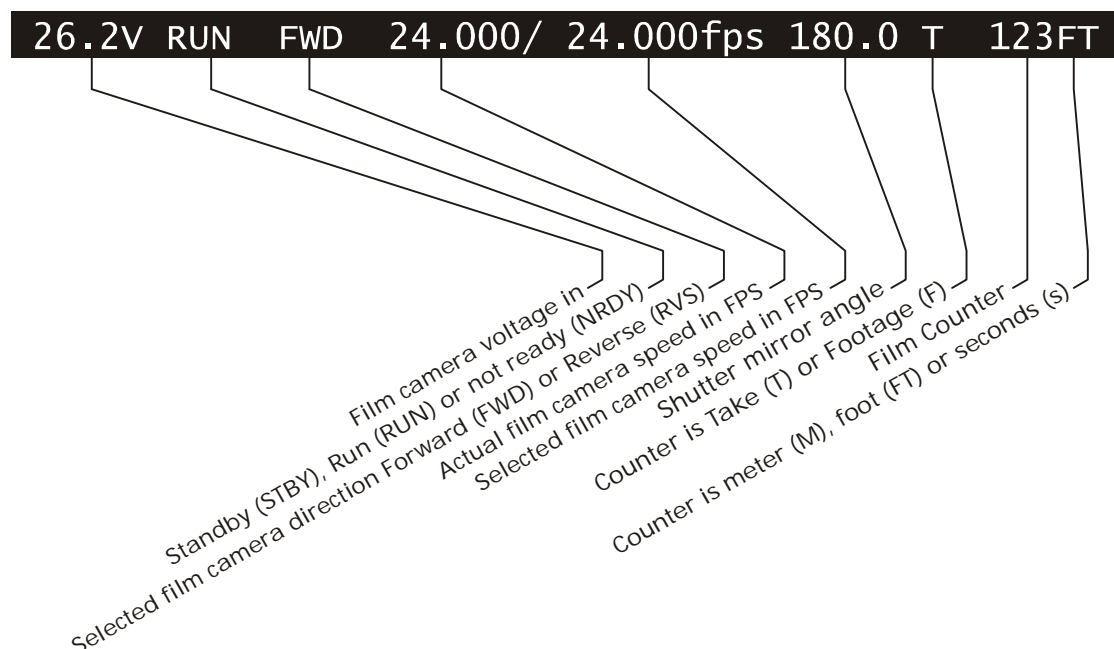 26.2V RUN FWD 24.000/ 24.000fps 180.0 T 123FT
Film camera voltage in
Standby (STBY), Run (RUN) or not ready (NRDY)
Selected film camera direction Forward (FWD) or Reverse (RVS)
Actual film camera speed in FPS
Selected film camera speed in FPS
Shutter mirror angle
Counter is Take (T) or Footage (F)
Film Counter
Counter is meter (M), foot (FT) or seconds (s)